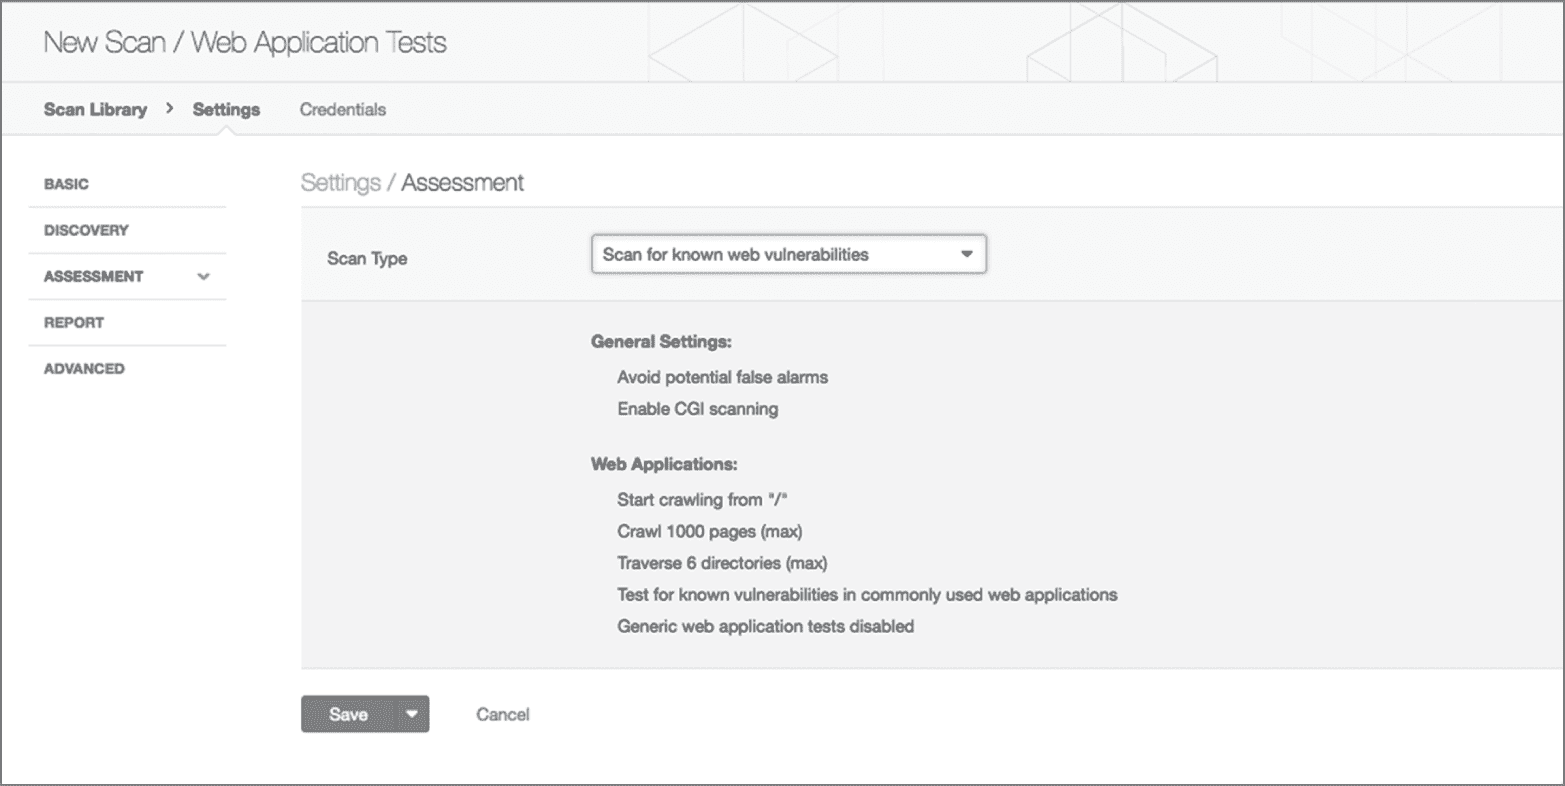 New Scan / Web Application Tests
Scan Library > Settings Credentials
BASIC
DISCOVERY
ASSESSMENT
REPORT
ADVANCED
Settings / Assessment
Scan Type Scan for known web vulnerabilities
General Settings:
Avoid potential false alarms
Enable CGI scanning
Web Applications:
Start crawling from "/"
Crawl 1000 pages (max)
Traverse 6 directories (max)
Test for known vulnerabilities in commonly used web applications
Generic web application tests disabled
Save Cancel